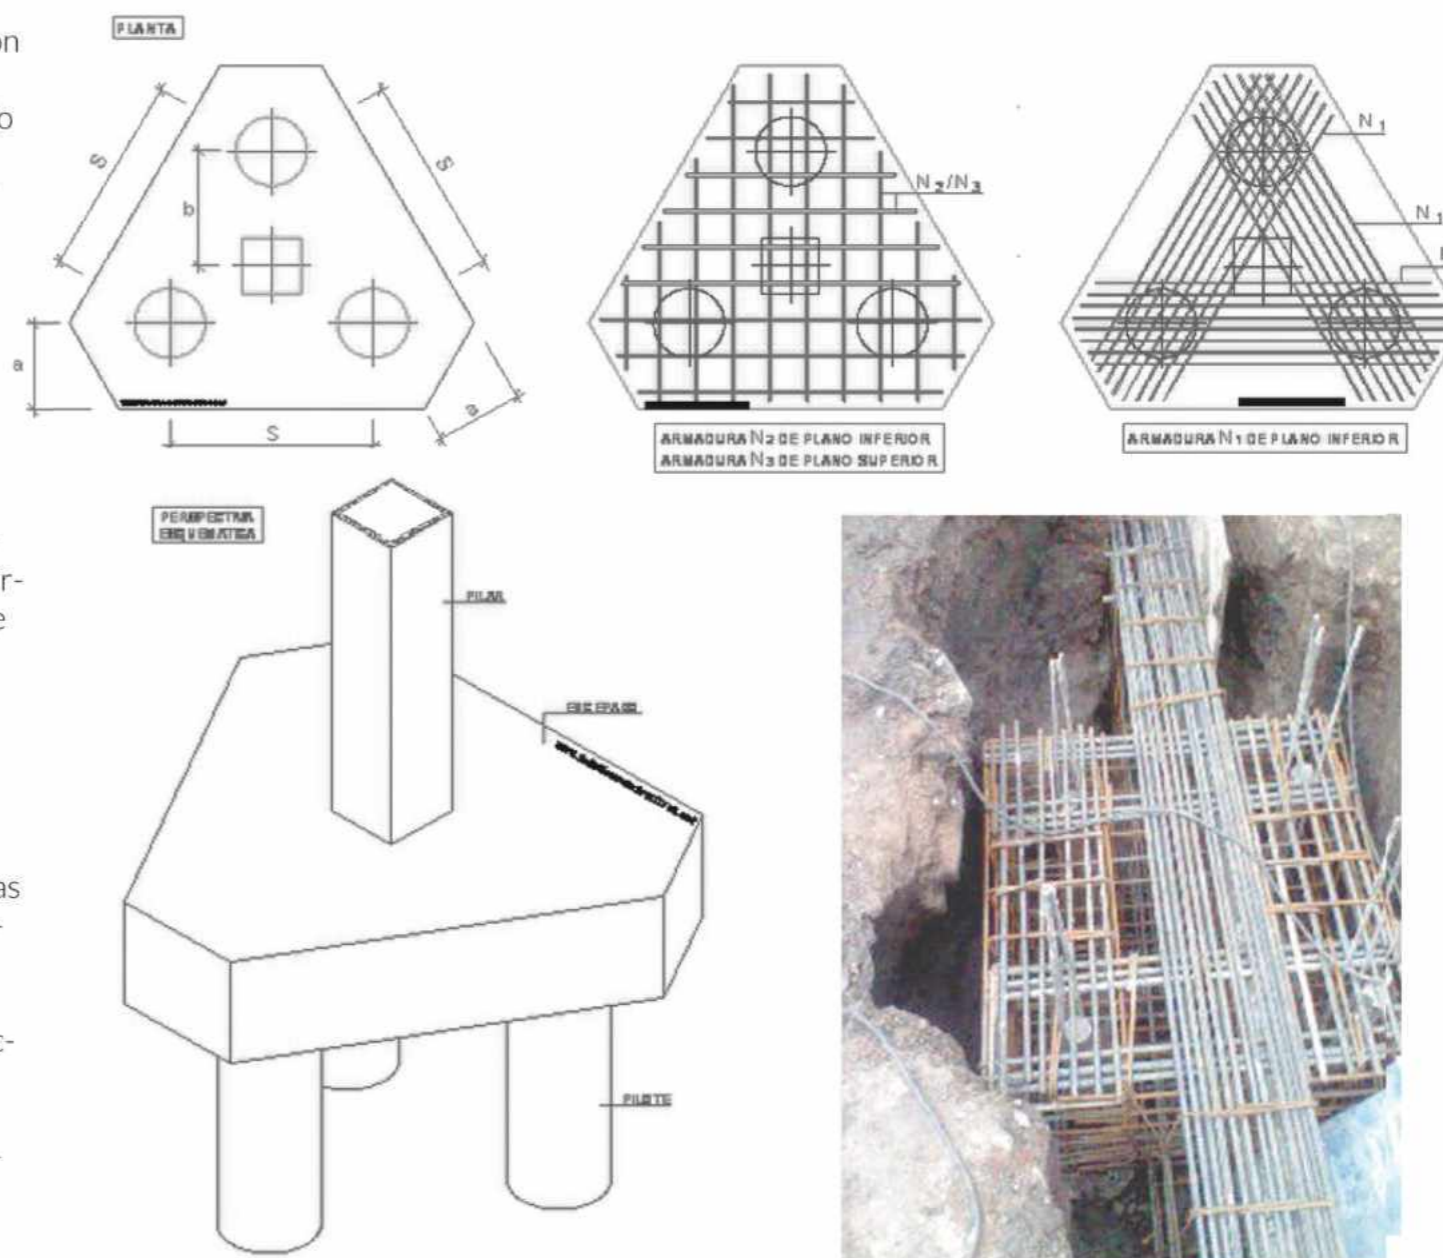 PLANTA
S
S
b
a
a
S
N2/N3
N1
N1
ARMADURA N2 DE PLANO INFERIOR
ARMADURA N3 DE PLANO SUPERIOR
ARMADURA N1 DE PLANO INFERIOR
PERSPECTIVA
ESQUEMATICA
PILAR
ENCEPADO
PILOTE
on
o
r-
e
as
c-